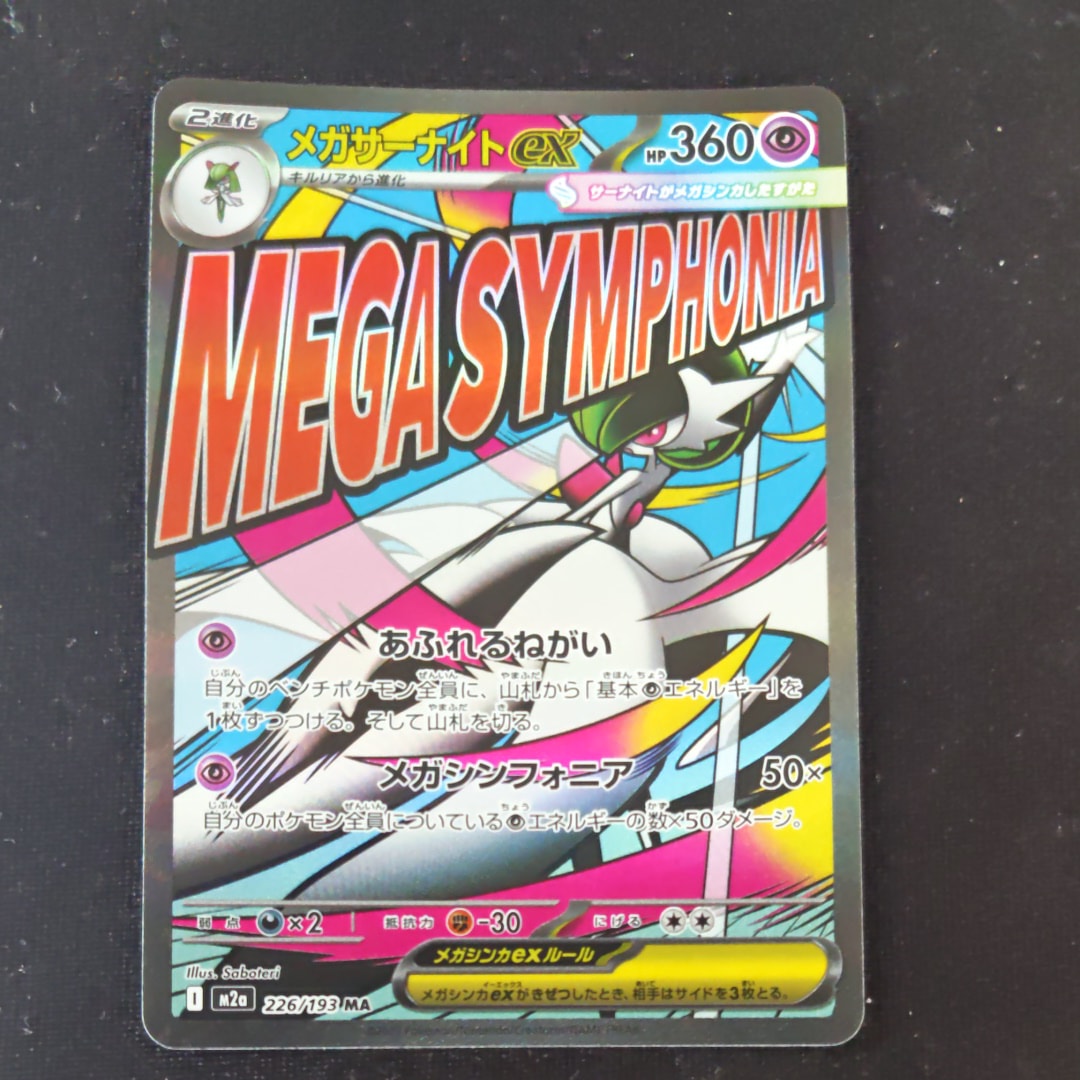 2進化
メガサーナイトex
HP360
キルリアから進化
サーナイトがメガシンカしたすがた
MEGA SYMPHONIA
あふれるねがい
自分のベンチポケモン全員に、山札から「基本エネルギー」を
1枚ずつつける。そして山札を切る。
メガシンフォニア 50×
自分のポケモン全員についているエネルギーの数×50ダメージ。
弱点 ×2 抵抗力 -30 にげる
メガシンカexルール
メガシンカexがきぜつしたとき、相手はサイドを3枚とる。
Illus. Saboteri
I m2a 226/193 MA